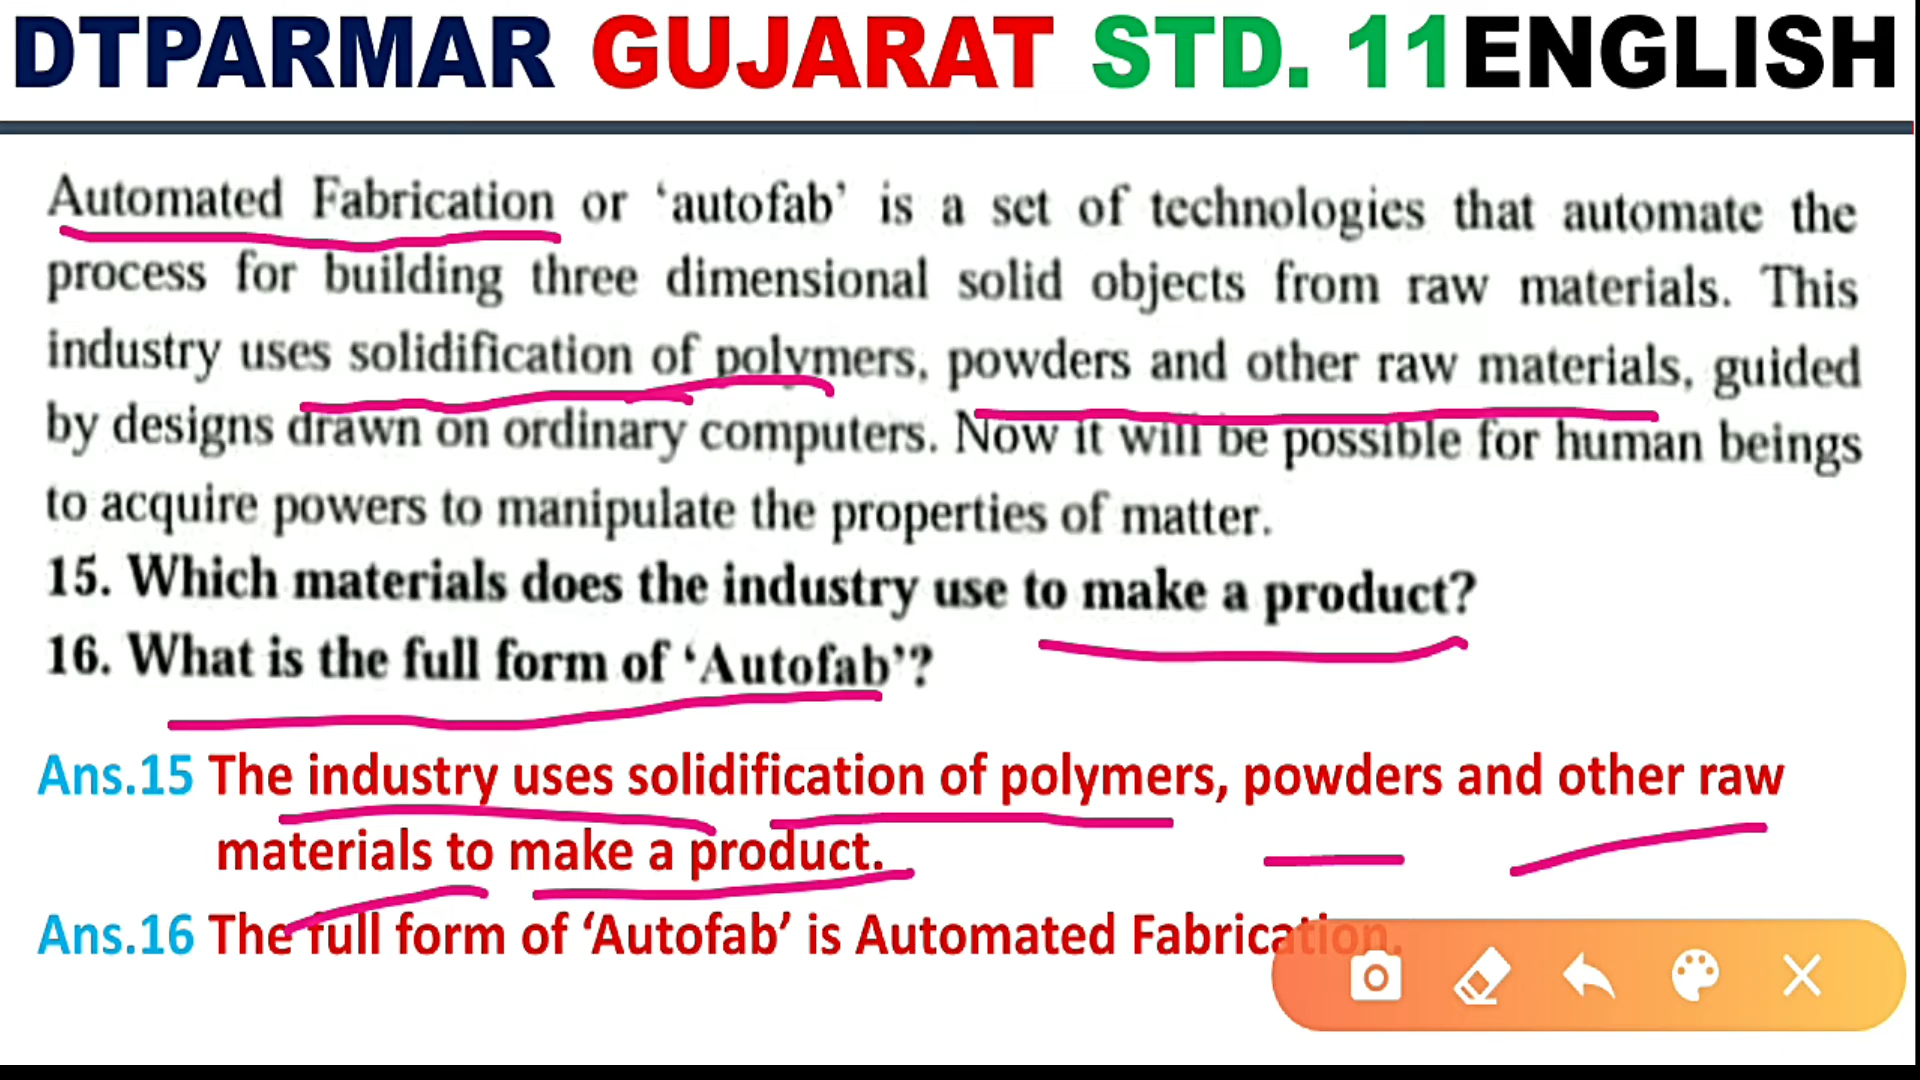 DTPARMAR GUJARAT STD. 11ENGLISH
Automated Fabrication or ‘autofab’ is a set of technologies that automate the
process for building three dimensional solid objects from raw materials. This
industry uses solidification of polymers, powders and other raw materials, guided
by designs drawn on ordinary computers. Now it will be possible for human beings
to acquire powers to manipulate the properties of matter.
15. Which materials does the industry use to make a product?
16. What is the full form of ‘Autofab’?
Ans.15 The industry uses solidification of polymers, powders and other raw
materials to make a product.
Ans.16 The full form of ‘Autofab’ is Automated Fabrication.